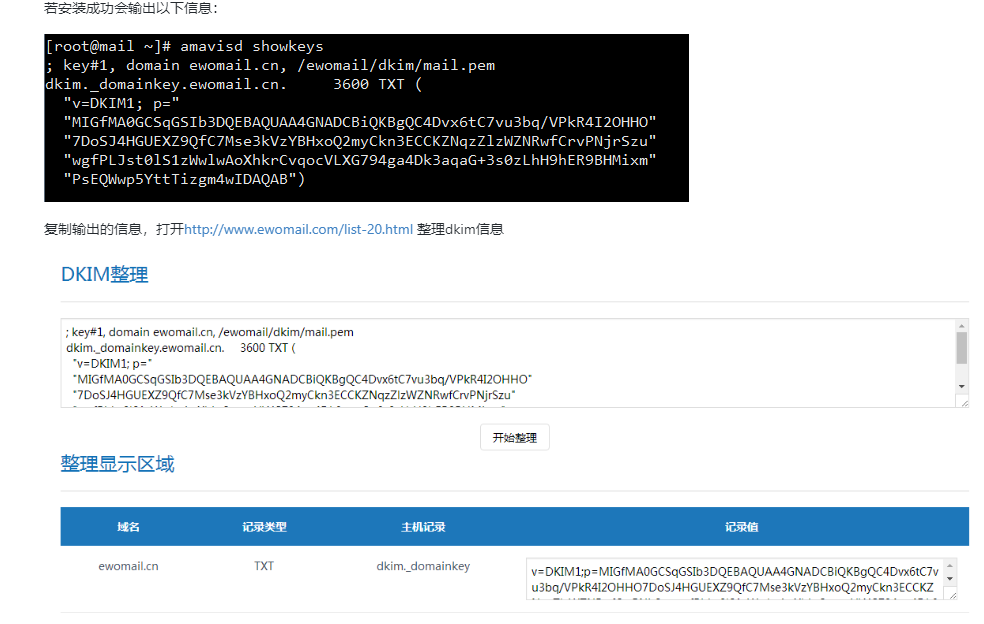 若安装成功会输出以下信息：
[root@mail ~]# amavisd showkeys
; key#1, domain ewomail.cn, /ewomail/dkim/mail.pem
dkim._domainkey.ewomail.cn.     3600 TXT (
  "v=DKIM1; p="
  "MIGfMA0GCSqGSIb3DQEBAQUAA4GNADCBiQKBgQC4Dvx6tC7vu3bq/VPkR4I2OHHO"
  "7DoSJ4HGUEXZ9QfC7Mse3kVzYBHxoQ2myCkn3ECCKZNqzZlzWZNRwfCrvPNjrSzu"
  "wgfPLJst0lS1zWwlwAoXhkrCvqocVLXG794ga4Dk3aqaG+3s0zLhH9hER9BHMixm"
  "PsEQWwp5YttTizgm4wIDAQAB")
复制输出的信息，打开http://www.ewomail.com/list-20.html 整理dkim信息
DKIM整理
; key#1, domain ewomail.cn, /ewomail/dkim/mail.pem
dkim._domainkey.ewomail.cn.     3600 TXT (
  "v=DKIM1; p="
  "MIGfMA0GCSqGSIb3DQEBAQUAA4GNADCBiQKBgQC4Dvx6tC7vu3bq/VPkR4I2OHHO"
  "7DoSJ4HGUEXZ9QfC7Mse3kVzYBHxoQ2myCkn3ECCKZNqzZlzWZNRwfCrvPNjrSzu"
开始整理
整理显示区域
域名 记录类型 主机记录 记录值
ewomail.cn TXT dkim._domainkey
v=DKIM1;p=MIGfMA0GCSqGSIb3DQEBAQUAA4GNADCBiQKBgQC4Dvx6tC7v
u3bq/VPkR4I2OHHO7DoSJ4HGUEXZ9QfC7Mse3kVzYBHxoQ2myCkn3ECCKZ